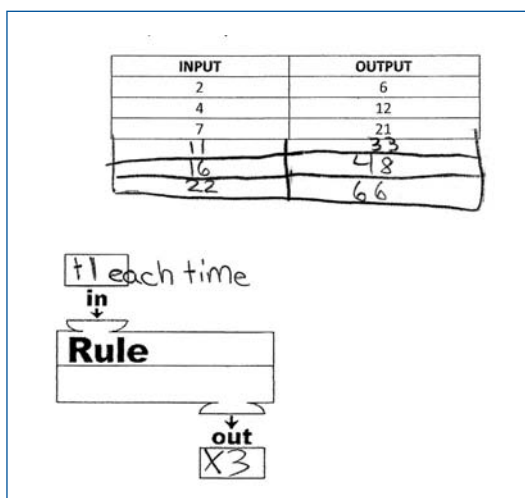 INPUT OUTPUT
2 6
4 12
7 21
11 33
16 48
22 66
+1 each time
in
Rule
out
X3